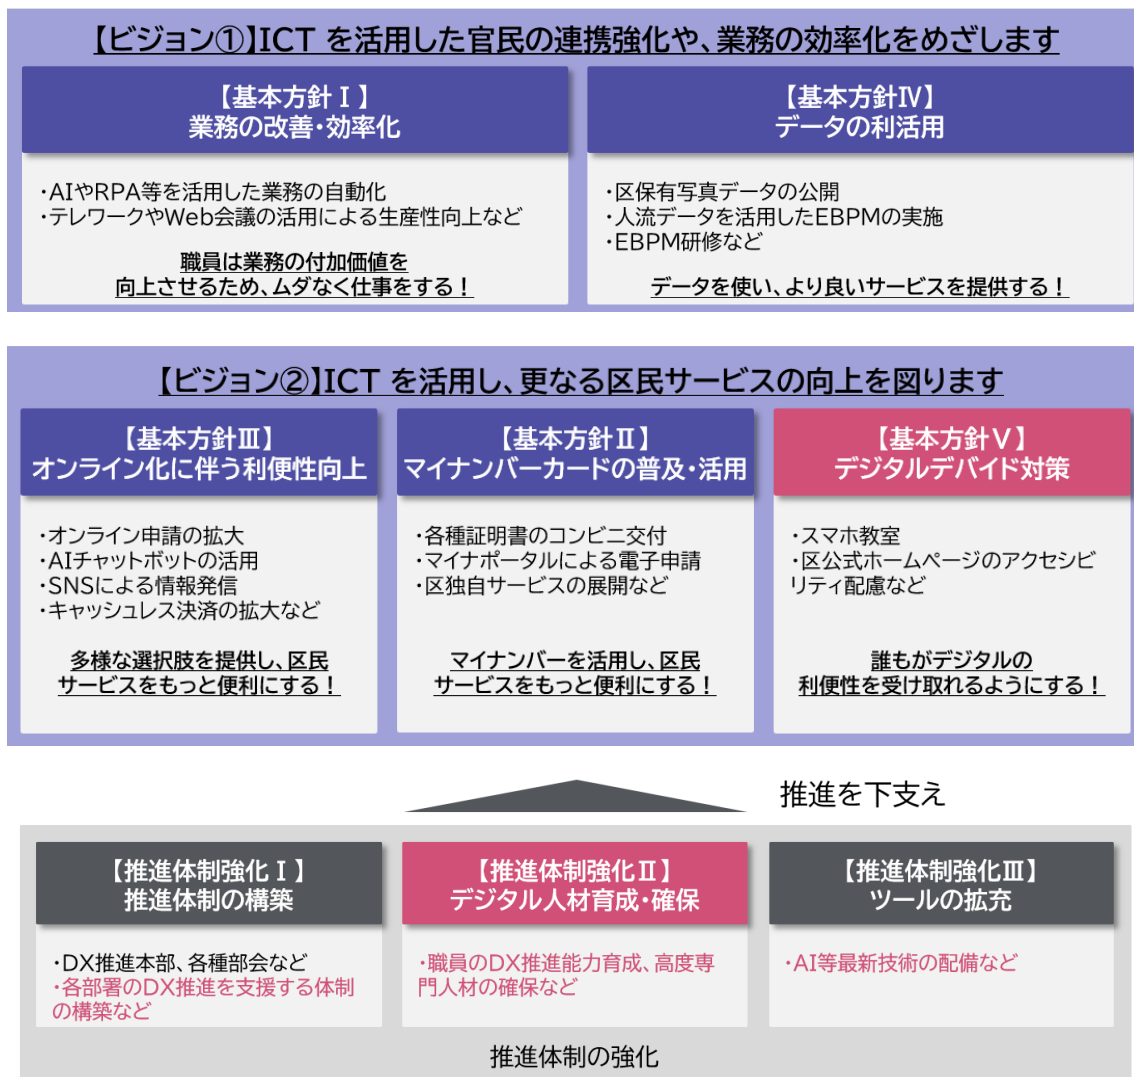 【ビジョン①】ICT を活用した官民の連携強化や、業務の効率化をめざします
【基本方針Ⅰ】
業務の改善・効率化
・AIやRPA等を活用した業務の自動化
・テレワークやWeb会議の活用による生産性向上など
職員は業務の付加価値を
向上させるため、ムダなく仕事をする！
【基本方針Ⅳ】
データの利活用
・区保有写真データの公開
・人流データを活用したEBPMの実施
・EBPM研修など
データを使い、より良いサービスを提供する！
【ビジョン②】ICT を活用し、更なる区民サービスの向上を図ります
【基本方針Ⅲ】
オンライン化に伴う利便性向上
・オンライン申請の拡大
・AIチャットボットの活用
・SNSによる情報発信
・キャッシュレス決済の拡大など
多様な選択肢を提供し、区民
サービスをもっと便利にする！
【基本方針Ⅱ】
マイナンバーカードの普及・活用
・各種証明書のコンビニ交付
・マイナポータルによる電子申請
・区独自サービスの展開など
マイナンバーを活用し、区民
サービスをもっと便利にする！
【基本方針Ⅴ】
デジタルデバイド対策
・スマホ教室
・区公式ホームページのアクセシビ
リティ配慮など
誰もがデジタルの
利便性を受け取れるようにする！
推進を下支え
【推進体制強化Ⅰ】
推進体制の構築
・DX推進本部、各種部会など
・各部署のDX推進を支援する体制
の構築など
【推進体制強化Ⅱ】
デジタル人材育成・確保
・職員のDX推進能力育成、高度専
門人材の確保など
【推進体制強化Ⅲ】
ツールの拡充
・AI等最新技術の配備など
推進体制の強化